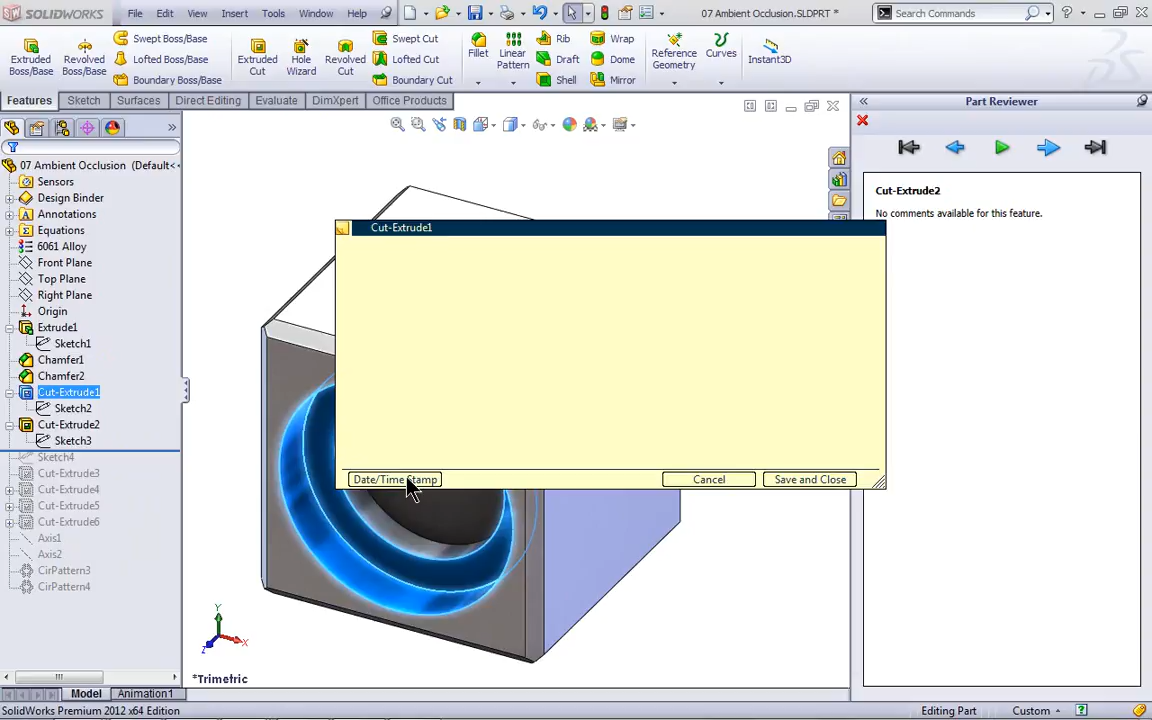 SOLIDWORKS File Edit View Insert Tools Window Help 07 Ambient Occlusion.SLDPRT * Search Commands
Extruded Boss/Base
Revolved Boss/Base
Swept Boss/Base
Lofted Boss/Base
Boundary Boss/Base
Extruded Cut
Hole Wizard
Revolved Cut
Swept Cut
Lofted Cut
Boundary Cut
Fillet
Linear Pattern
Rib
Draft
Shell
Wrap
Dome
Mirror
Reference Geometry
Curves
Instant3D
Features Sketch Surfaces Direct Editing Evaluate DimXpert Office Products
07 Ambient Occlusion (Default<
Sensors
Design Binder
Annotations
Equations
6061 Alloy
Front Plane
Top Plane
Right Plane
Origin
Extrude1
Sketch1
Chamfer1
Chamfer2
Cut-Extrude1
Sketch2
Cut-Extrude2
Sketch3
Sketch4
Cut-Extrude3
Cut-Extrude4
Cut-Extrude5
Cut-Extrude6
Axis1
Axis2
CirPattern3
CirPattern4
Cut-Extrude1
Date/Time Stamp Cancel Save and Close
Y
X
Z
*Trimetric
Part Reviewer
Cut-Extrude2
No comments available for this feature.
Model Animation1
SolidWorks Premium 2012 x64 Edition Editing Part Custom